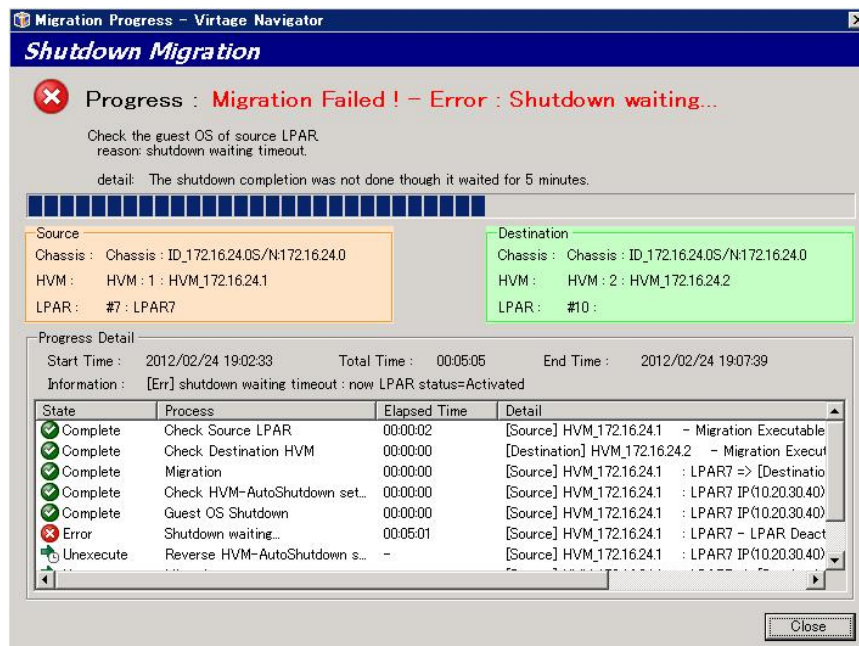 Migration Progress - Virtage Navigator
Shutdown Migration
Progress : Migration Failed ! - Error : Shutdown waiting...
Check the guest OS of source LPAR.
reason: shutdown waiting timeout.
detail: The shutdown completion was not done though it waited for 5 minutes.
Source
Chassis : Chassis : ID_172.16.24.0S/N:172.16.24.0
HVM : HVM : 1 : HVM_172.16.24.1
LPAR : #7 : LPAR7
Destination
Chassis : Chassis : ID_172.16.24.0S/N:172.16.24.0
HVM : HVM : 2 : HVM_172.16.24.2
LPAR : #10 :
Progress Detail
Start Time : 2012/02/24 19:02:33 Total Time : 00:05:05 End Time : 2012/02/24 19:07:39
Information : [Err] shutdown waiting timeout : now LPAR status=Activated
State Process Elapsed Time Detail
Complete Check Source LPAR 00:00:02 [Source] HVM_172.16.24.1 - Migration Executable
Complete Check Destination HVM 00:00:00 [Destination] HVM_172.16.24.2 - Migration Execut
Complete Migration 00:00:00 [Source] HVM_172.16.24.1 : LPAR7 => [Destinatio
Complete Check HVM-AutoShutdown set... 00:00:00 [Source] HVM_172.16.24.1 : LPAR7 IP(10.20.30.40)
Complete Guest OS Shutdown 00:00:00 [Source] HVM_172.16.24.1 : LPAR7 IP(10.20.30.40)
Error Shutdown waiting... 00:05:01 [Source] HVM_172.16.24.1 : LPAR7 - LPAR Deact
Unexecute Reverse HVM-AutoShutdown s... - [Source] HVM_172.16.24.1 : LPAR7 IP(10.20.30.40)
Close